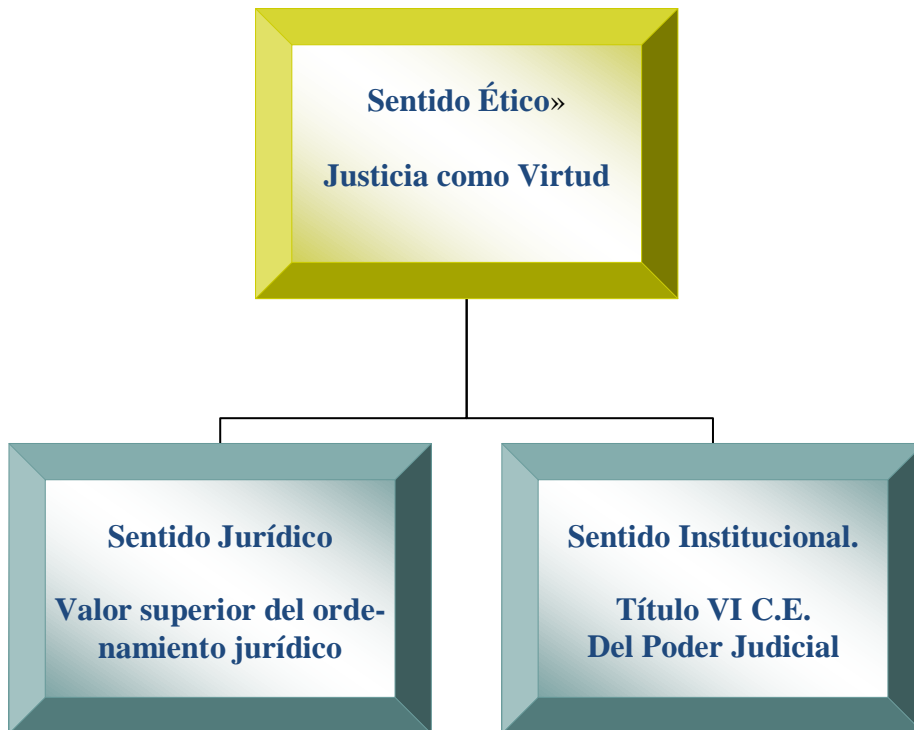 Sentido Ético»
Justicia como Virtud
Sentido Jurídico
Valor superior del orde-
namiento jurídico
Sentido Institucional.
Título VI C.E.
Del Poder Judicial